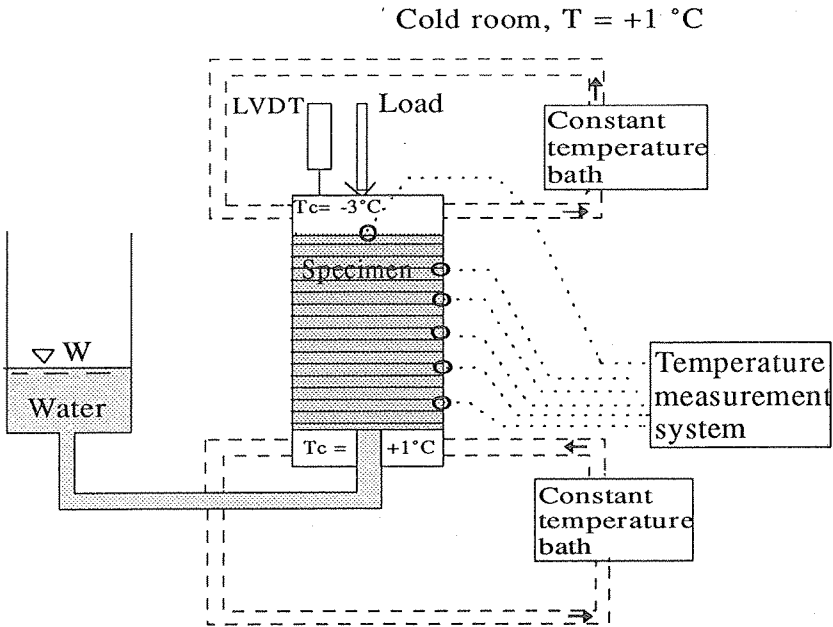 Cold room, T = +1 °C
LVDT
Load
Constant
temperature
bath
Tc= -3°C
Specimen
W
Water
Temperature
measurement
system
Tc = +1°C
Constant
temperature
bath